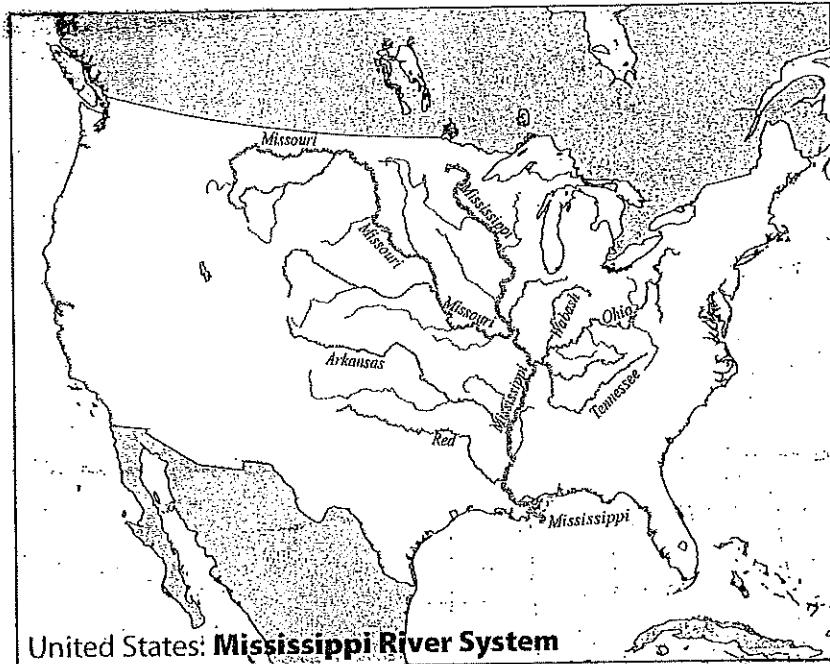 Missouri
Mississippi
Missouri
Missouri
Wabash
Ohio
Arkansas
Mississippi
Tennessee
Red
Mississippi
United States: Mississippi River System